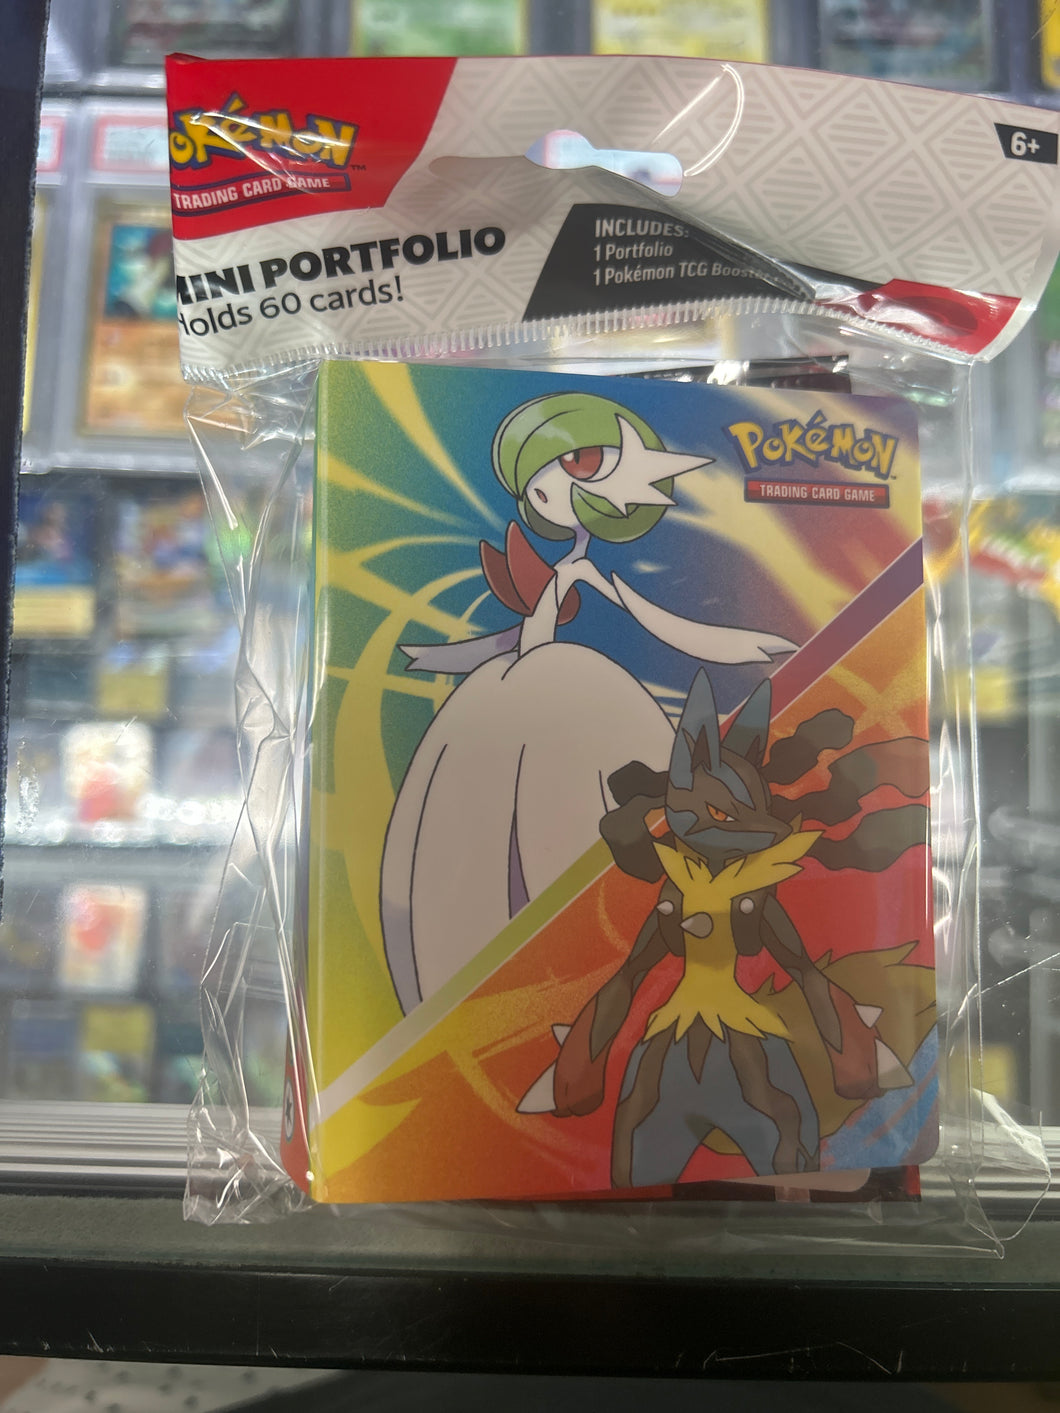 Pokémon
TRADING CARD GAME
6+
MINI PORTFOLIO
Holds 60 cards!
INCLUDES:
1 Portfolio
1 Pokémon TCG Booster
Pokémon
TRADING CARD GAME